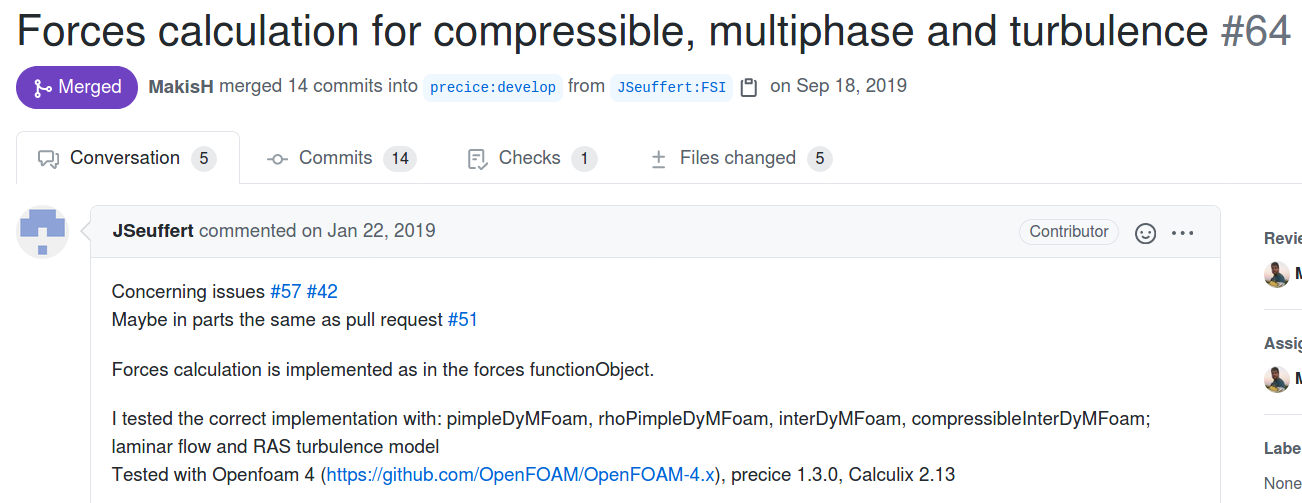 Forces calculation for compressible, multiphase and turbulence #64
Merged MakisH merged 14 commits into precice:develop from JSeuffert:FSI on Sep 18, 2019
Conversation 5 Commits 14 Checks 1 Files changed 5
JSeuffert commented on Jan 22, 2019 Contributor
Concerning issues #57 #42
Maybe in parts the same as pull request #51
Forces calculation is implemented as in the forces functionObject.
I tested the correct implementation with: pimpleDyMFoam, rhoPimpleDyMFoam, interDyMFoam, compressibleInterDyMFoam;
laminar flow and RAS turbulence model
Tested with Openfoam 4 (https://github.com/OpenFOAM/OpenFOAM-4.x), precice 1.3.0, Calculix 2.13
Revie
M
Assig
M
Labe
None